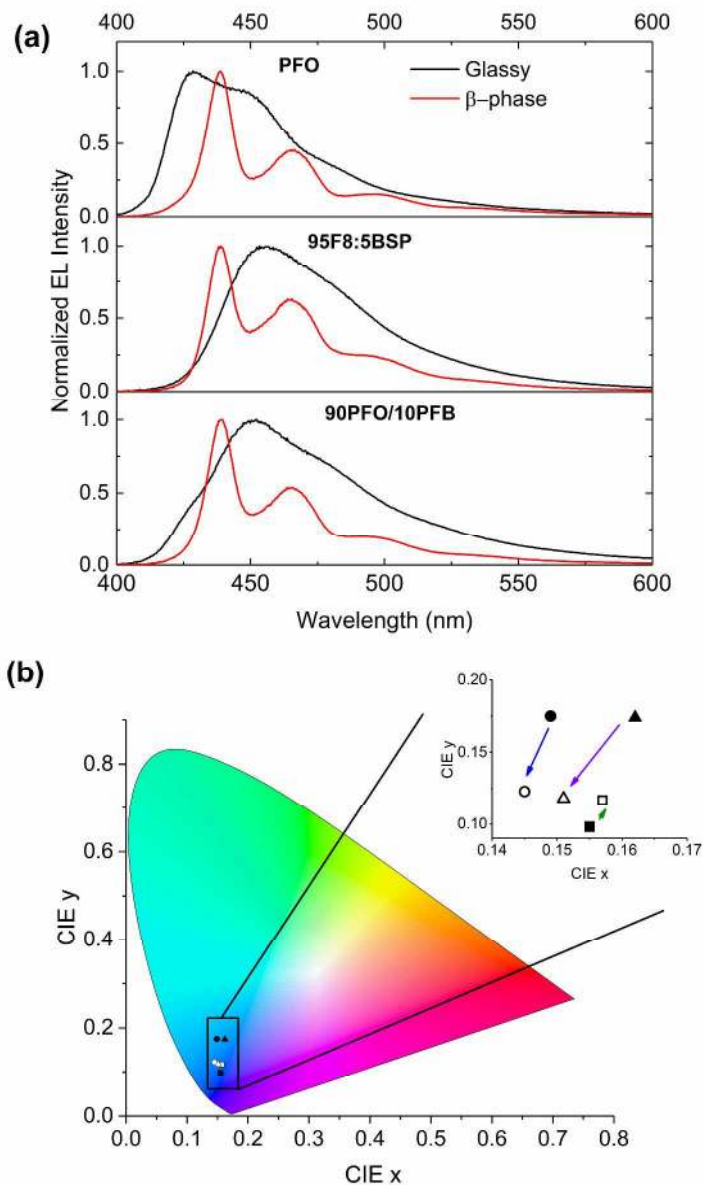 (a)
400 450 500 550 600
PFO
Glassy
β–phase
1.0
0.5
0.0
95F8:5BSP
1.0
0.5
0.0
90PFO/10PFB
1.0
0.5
0.0
400 450 500 550 600
Normalized EL Intensity
Wavelength (nm)
(b)
0.20
0.15
0.10
0.14 0.15 0.16 0.17
CIE y
CIE x
0.8
0.6
0.4
0.2
0.0
0.0 0.1 0.2 0.3 0.4 0.5 0.6 0.7 0.8
CIE y
CIE x